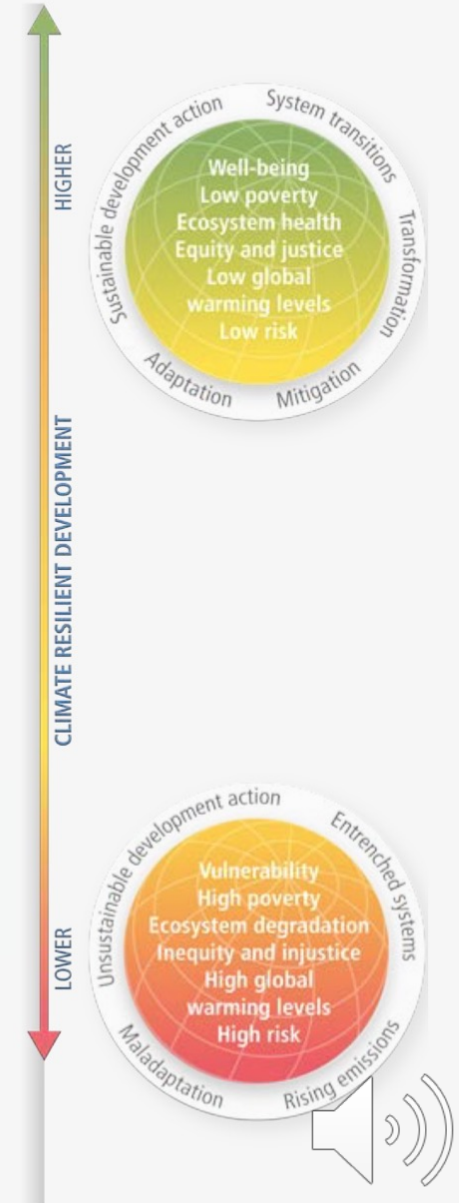 HIGHER
CLIMATE RESILIENT DEVELOPMENT
LOWER
Sustainable development action
System transitions
Transformation
Mitigation
Adaptation
Well-being
Low poverty
Ecosystem health
Equity and justice
Low global
warming levels
Low risk
Unsustainable development action
Entrenched systems
Rising emissions
Maladaptation
Vulnerability
High poverty
Ecosystem degradation
Inequity and injustice
High global
warming levels
High risk